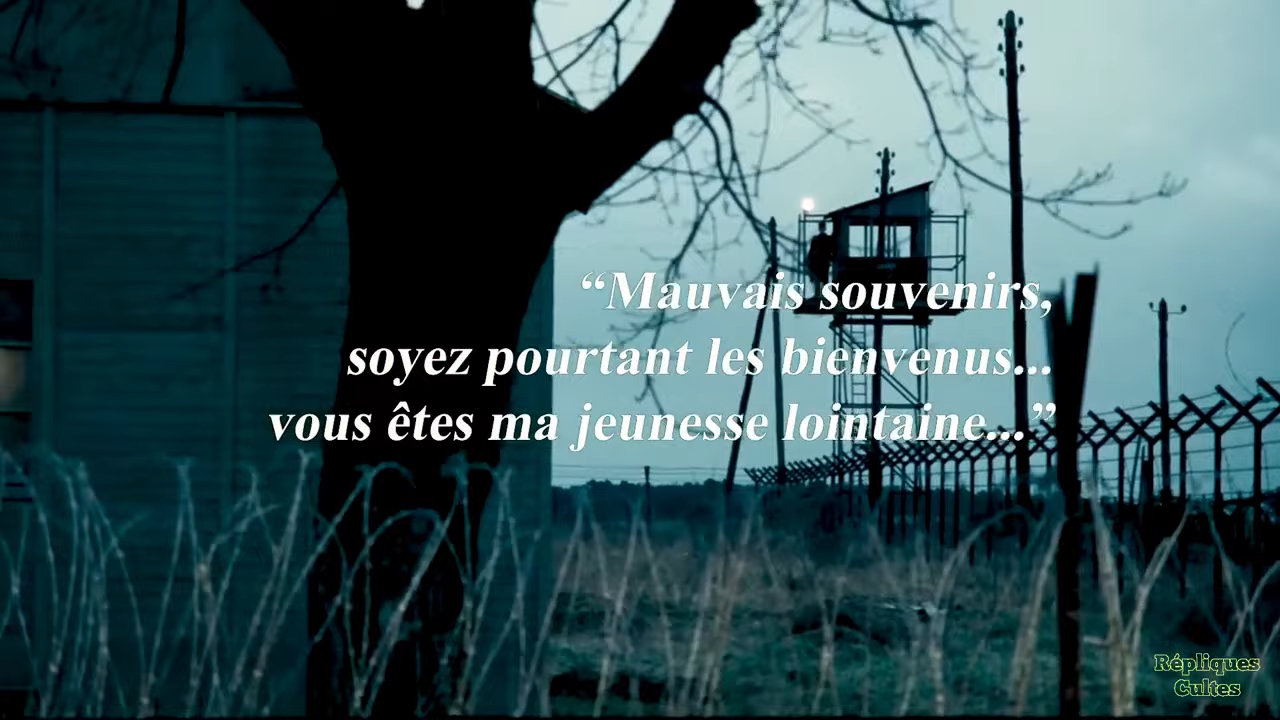 “Mauvais souvenirs,
soyez pourtant les bienvenus...
vous êtes ma jeunesse lointaine...”
Répliques
Cultes